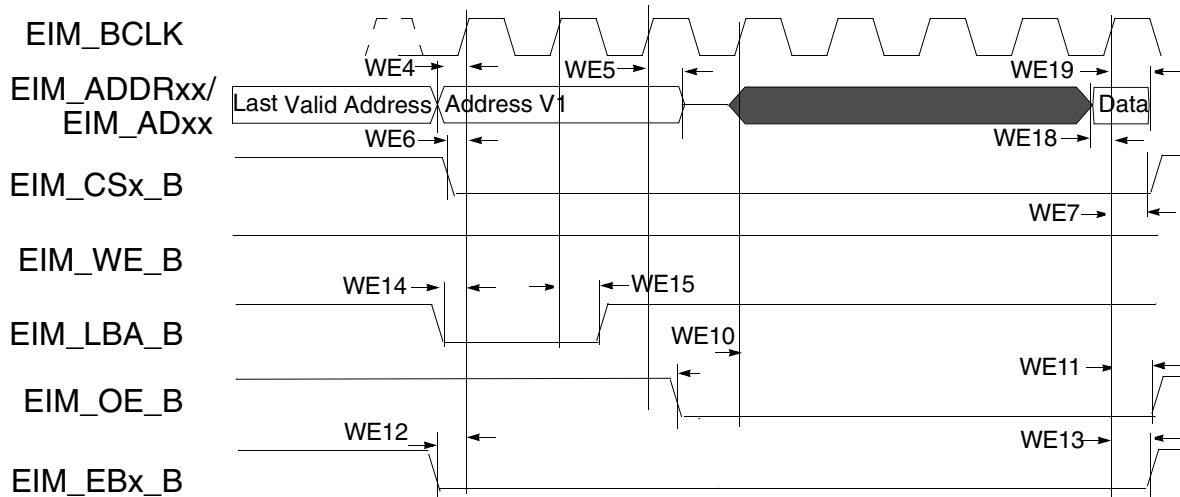 EIM_BCLK
WE4
WE5
WE19
EIM_ADDRxx/
EIM_ADxx
Last Valid Address
Address V1
Data
WE6
WE18
EIM_CSx_B
WE7
EIM_WE_B
WE14
WE15
EIM_LBA_B
WE10
WE11
EIM_OE_B
WE12
WE13
EIM_EBx_B